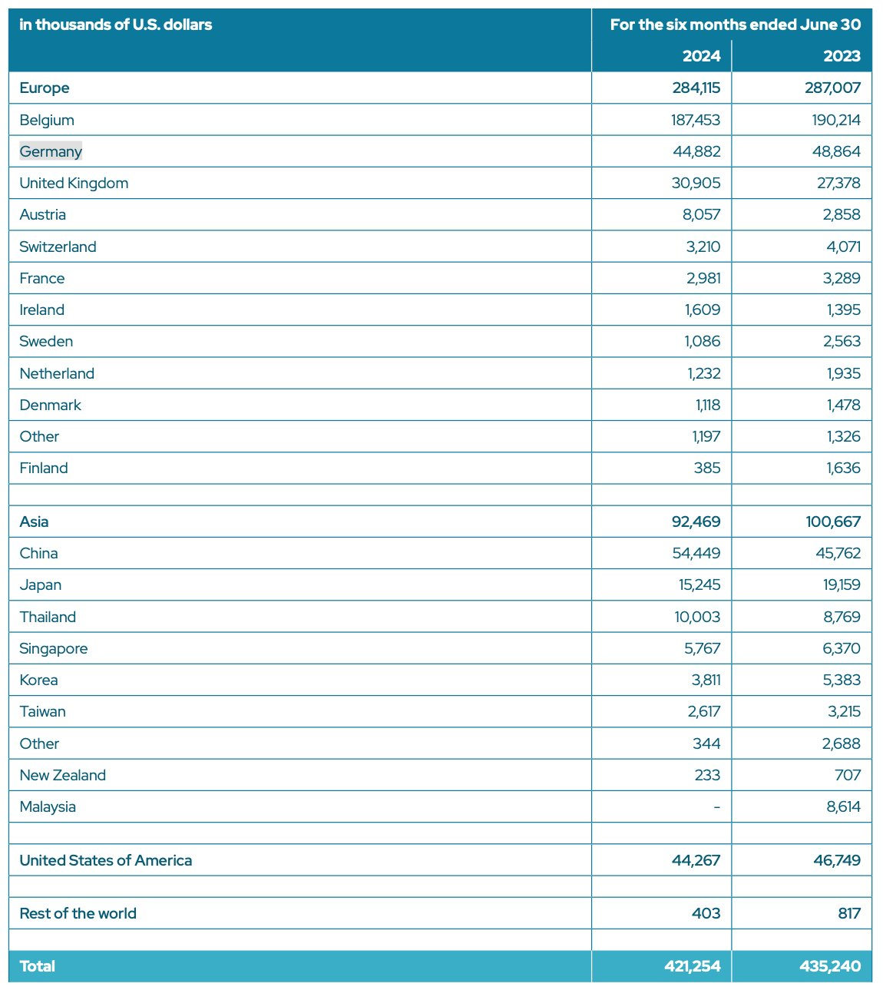 in thousands of U.S. dollars For the six months ended June 30
2024 2023
Europe 284,115 287,007
Belgium 187,453 190,214
Germany 44,882 48,864
United Kingdom 30,905 27,378
Austria 8,057 2,858
Switzerland 3,210 4,071
France 2,981 3,289
Ireland 1,609 1,395
Sweden 1,086 2,563
Netherland 1,232 1,935
Denmark 1,118 1,478
Other 1,197 1,326
Finland 385 1,636
Asia 92,469 100,667
China 54,449 45,762
Japan 15,245 19,159
Thailand 10,003 8,769
Singapore 5,767 6,370
Korea 3,811 5,383
Taiwan 2,617 3,215
Other 344 2,688
New Zealand 233 707
Malaysia - 8,614
United States of America 44,267 46,749
Rest of the world 403 817
Total 421,254 435,240